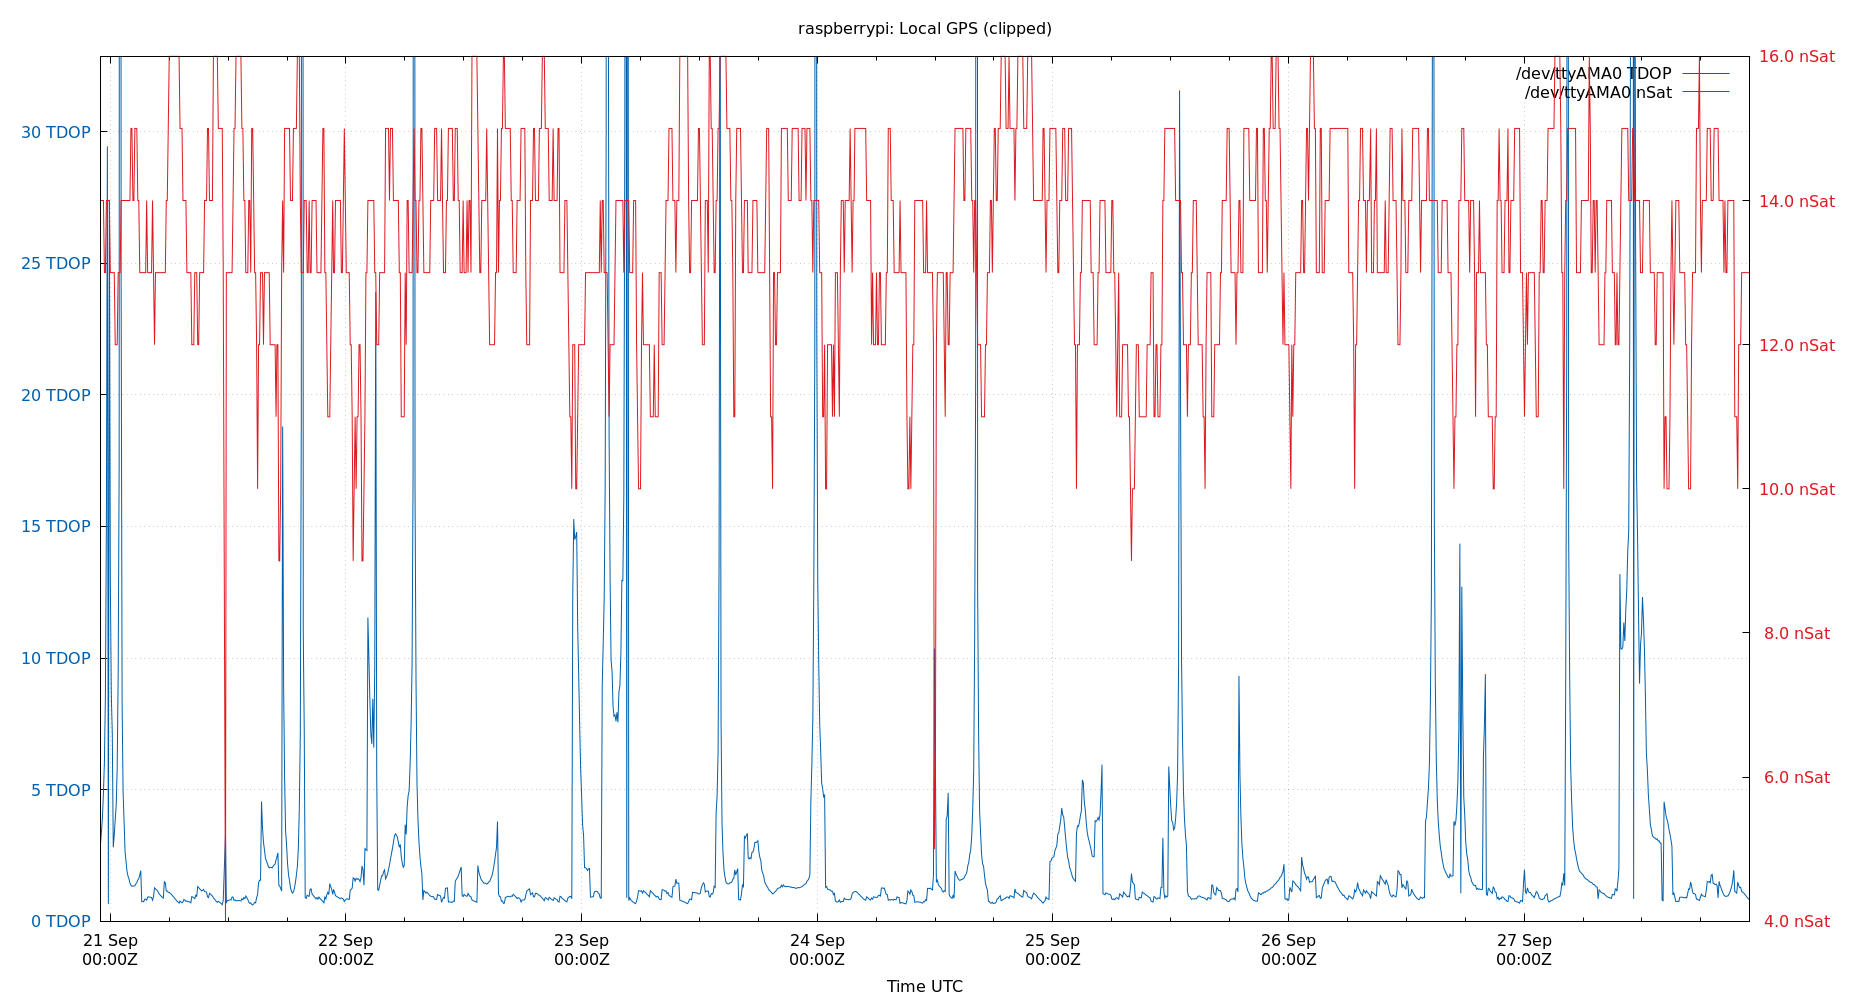 raspberrypi: Local GPS (clipped)
/dev/ttyAMA0 TDOP
/dev/ttyAMA0 nSat
30 TDOP
25 TDOP
20 TDOP
15 TDOP
10 TDOP
5 TDOP
0 TDOP
16.0 nSat
14.0 nSat
12.0 nSat
10.0 nSat
8.0 nSat
6.0 nSat
4.0 nSat
21 Sep
00:00Z
22 Sep
00:00Z
23 Sep
00:00Z
24 Sep
00:00Z
25 Sep
00:00Z
26 Sep
00:00Z
27 Sep
00:00Z
Time UTC